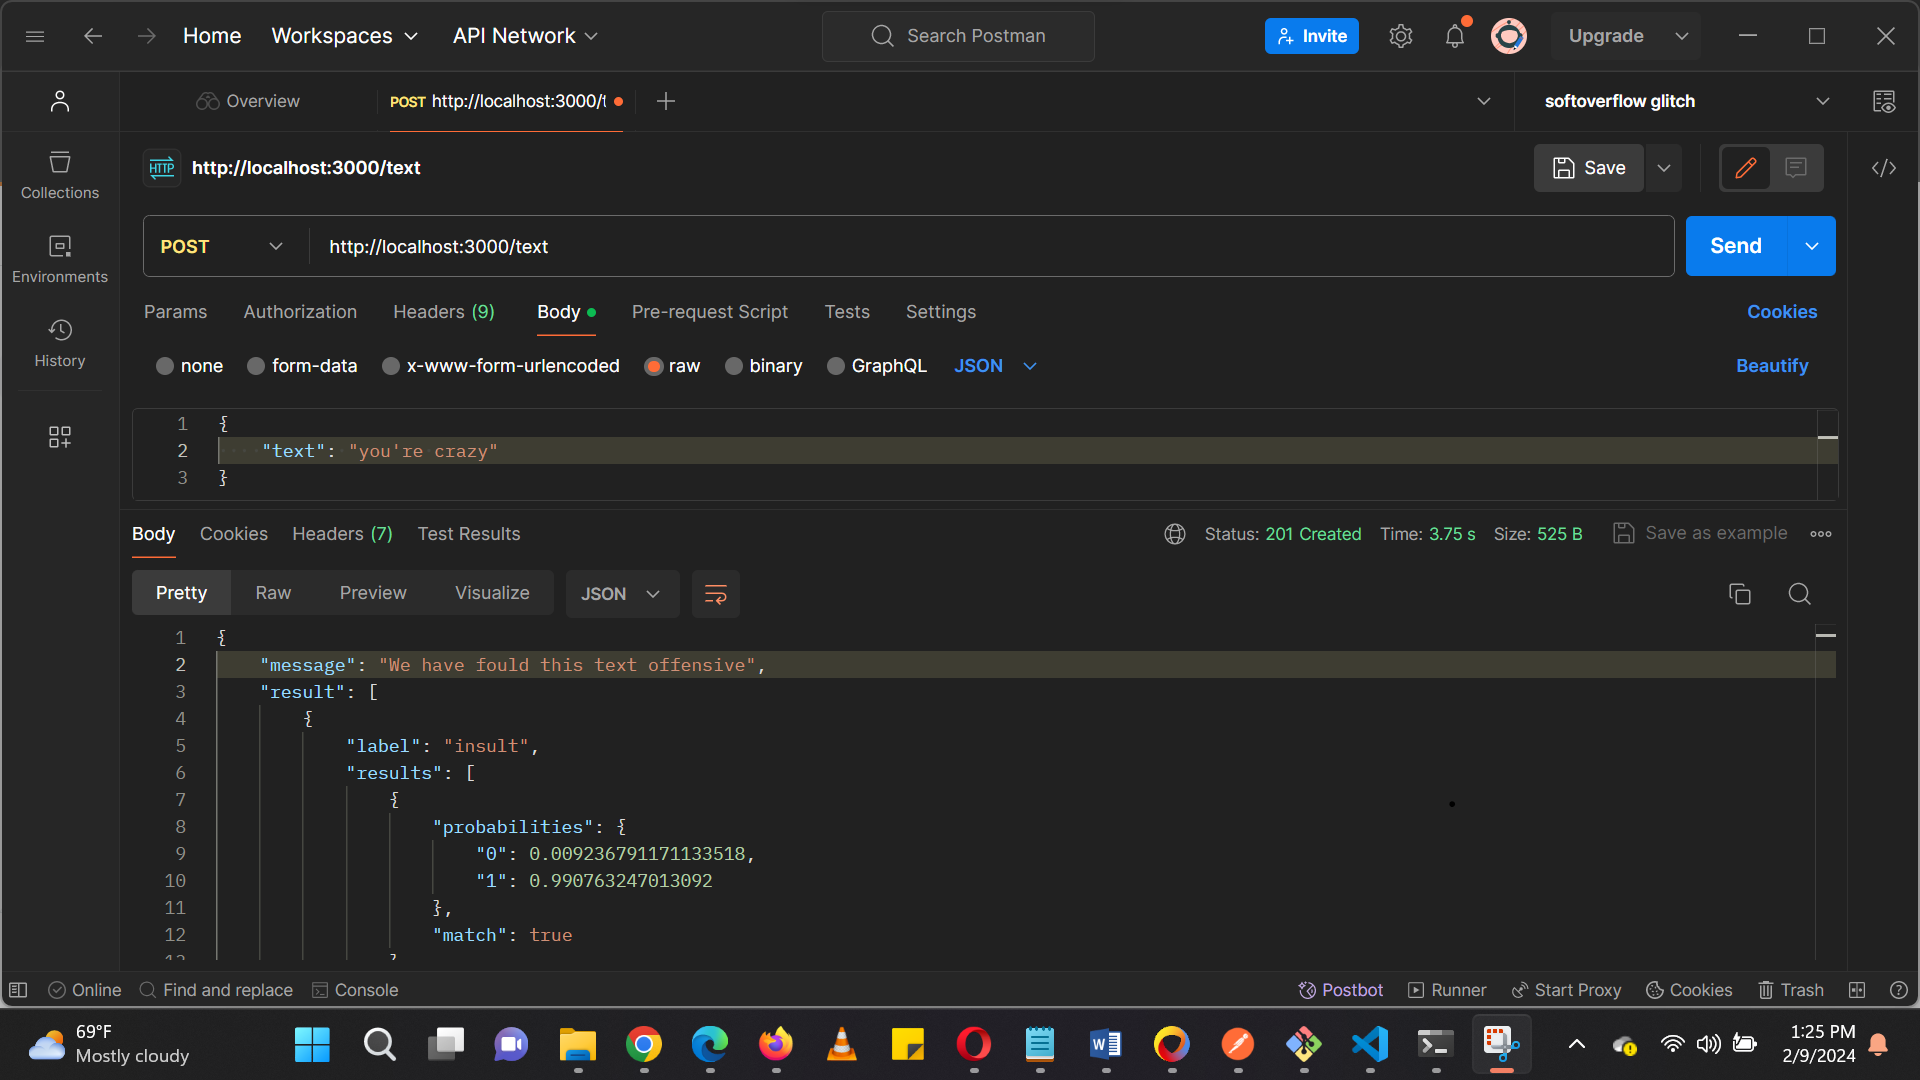 Home Workspaces API Network Search Postman Invite Upgrade
Overview POST http://localhost:3000/t softoverflow glitch
HTTP http://localhost:3000/text Save
Collections
POST http://localhost:3000/text Send
Environments
Params Authorization Headers (9) Body Pre-request Script Tests Settings Cookies
History
none form-data x-www-form-urlencoded raw binary GraphQL JSON Beautify
1 {
2 "text": "you're crazy"
3 }
Body Cookies Headers (7) Test Results Status: 201 Created Time: 3.75 s Size: 525 B Save as example
Pretty Raw Preview Visualize JSON
1 {
2 "message": "We have fould this text offensive",
3 "result": [
4 {
5 "label": "insult",
6 "results": [
7 {
8 "probabilities": {
9 "0": 0.009236791171133518,
10 "1": 0.990763247013092
11 },
12 "match": true
13 }
Online Find and replace Console Postbot Runner Start Proxy Cookies Trash
69°F
Mostly cloudy
1:25 PM
2/9/2024